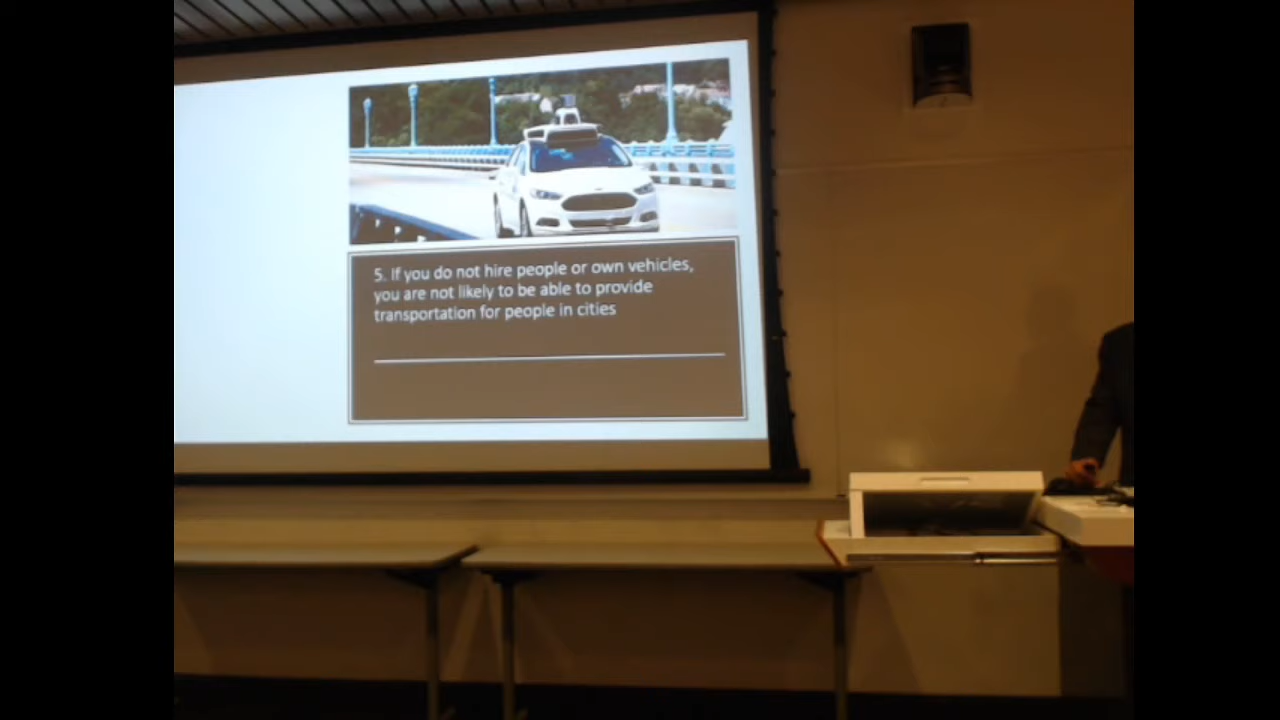 5. If you do not hire people or own vehicles,
you are not likely to be able to provide
transportation for people in cities